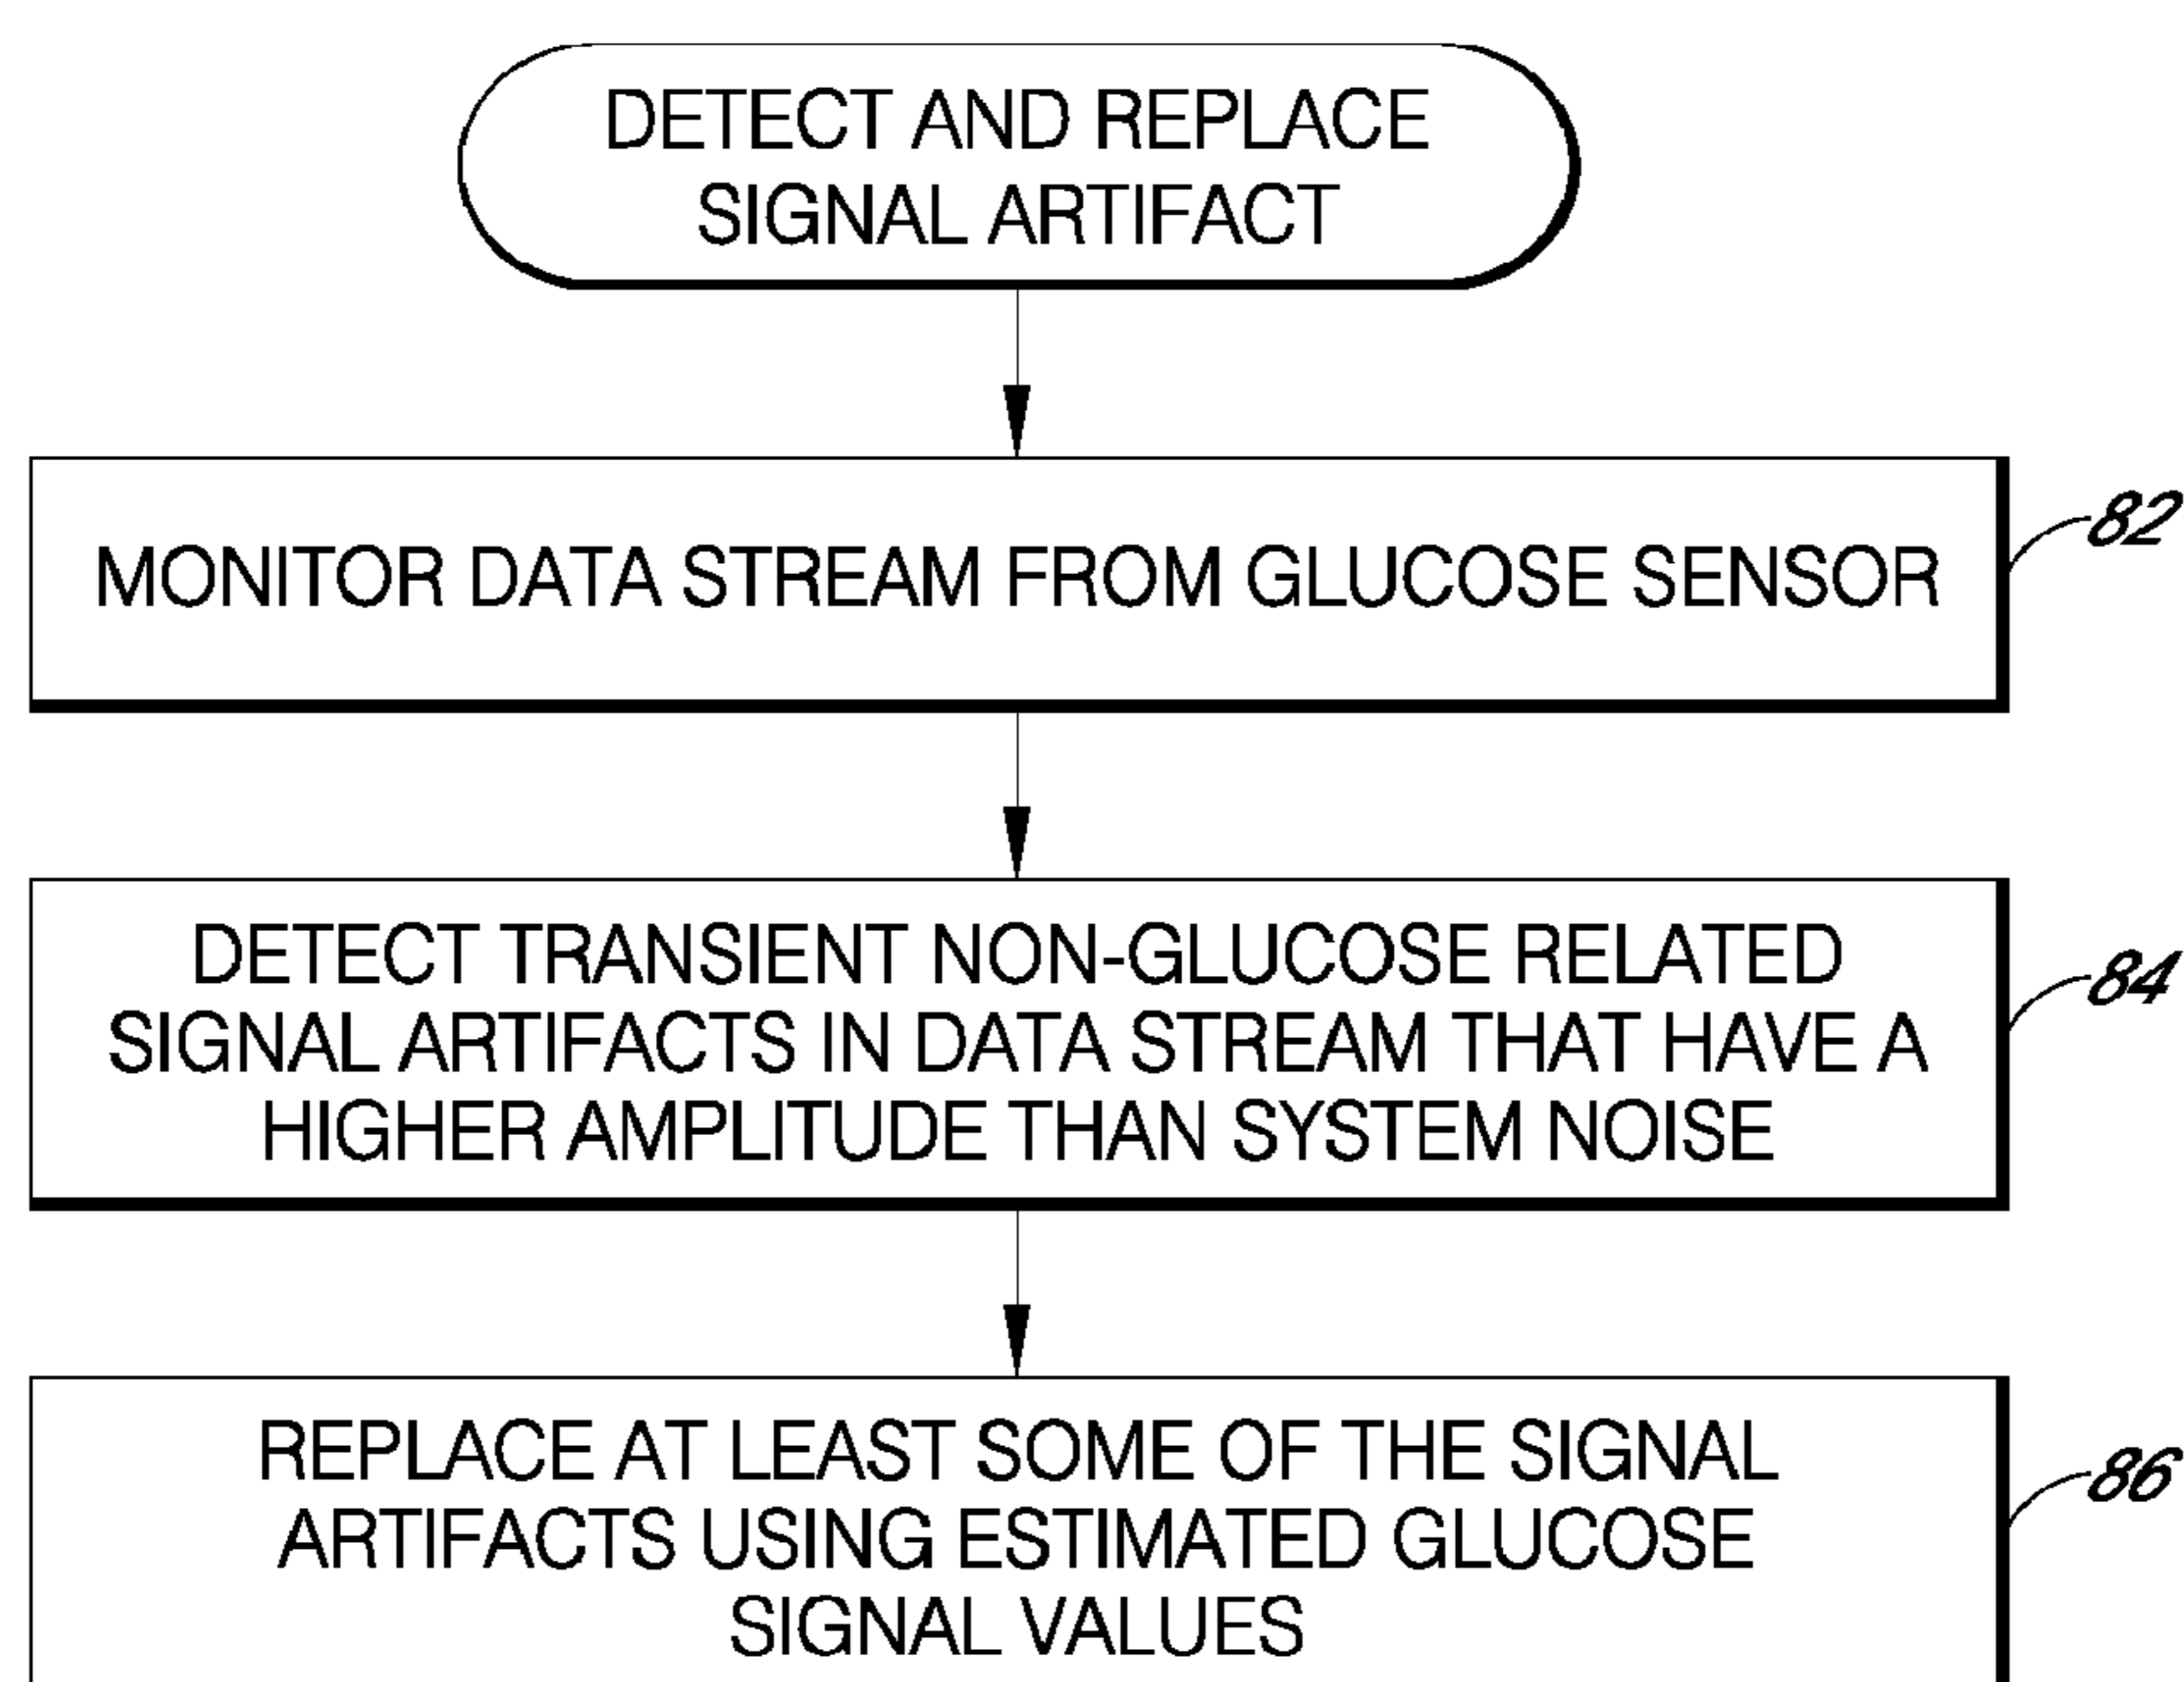 DETECT AND REPLACE
SIGNAL ARTIFACT
MONITOR DATA STREAM FROM GLUCOSE SENSOR
82
DETECT TRANSIENT NON-GLUCOSE RELATED
SIGNAL ARTIFACTS IN DATA STREAM THAT HAVE A
HIGHER AMPLITUDE THAN SYSTEM NOISE
84
REPLACE AT LEAST SOME OF THE SIGNAL
ARTIFACTS USING ESTIMATED GLUCOSE
SIGNAL VALUES
86